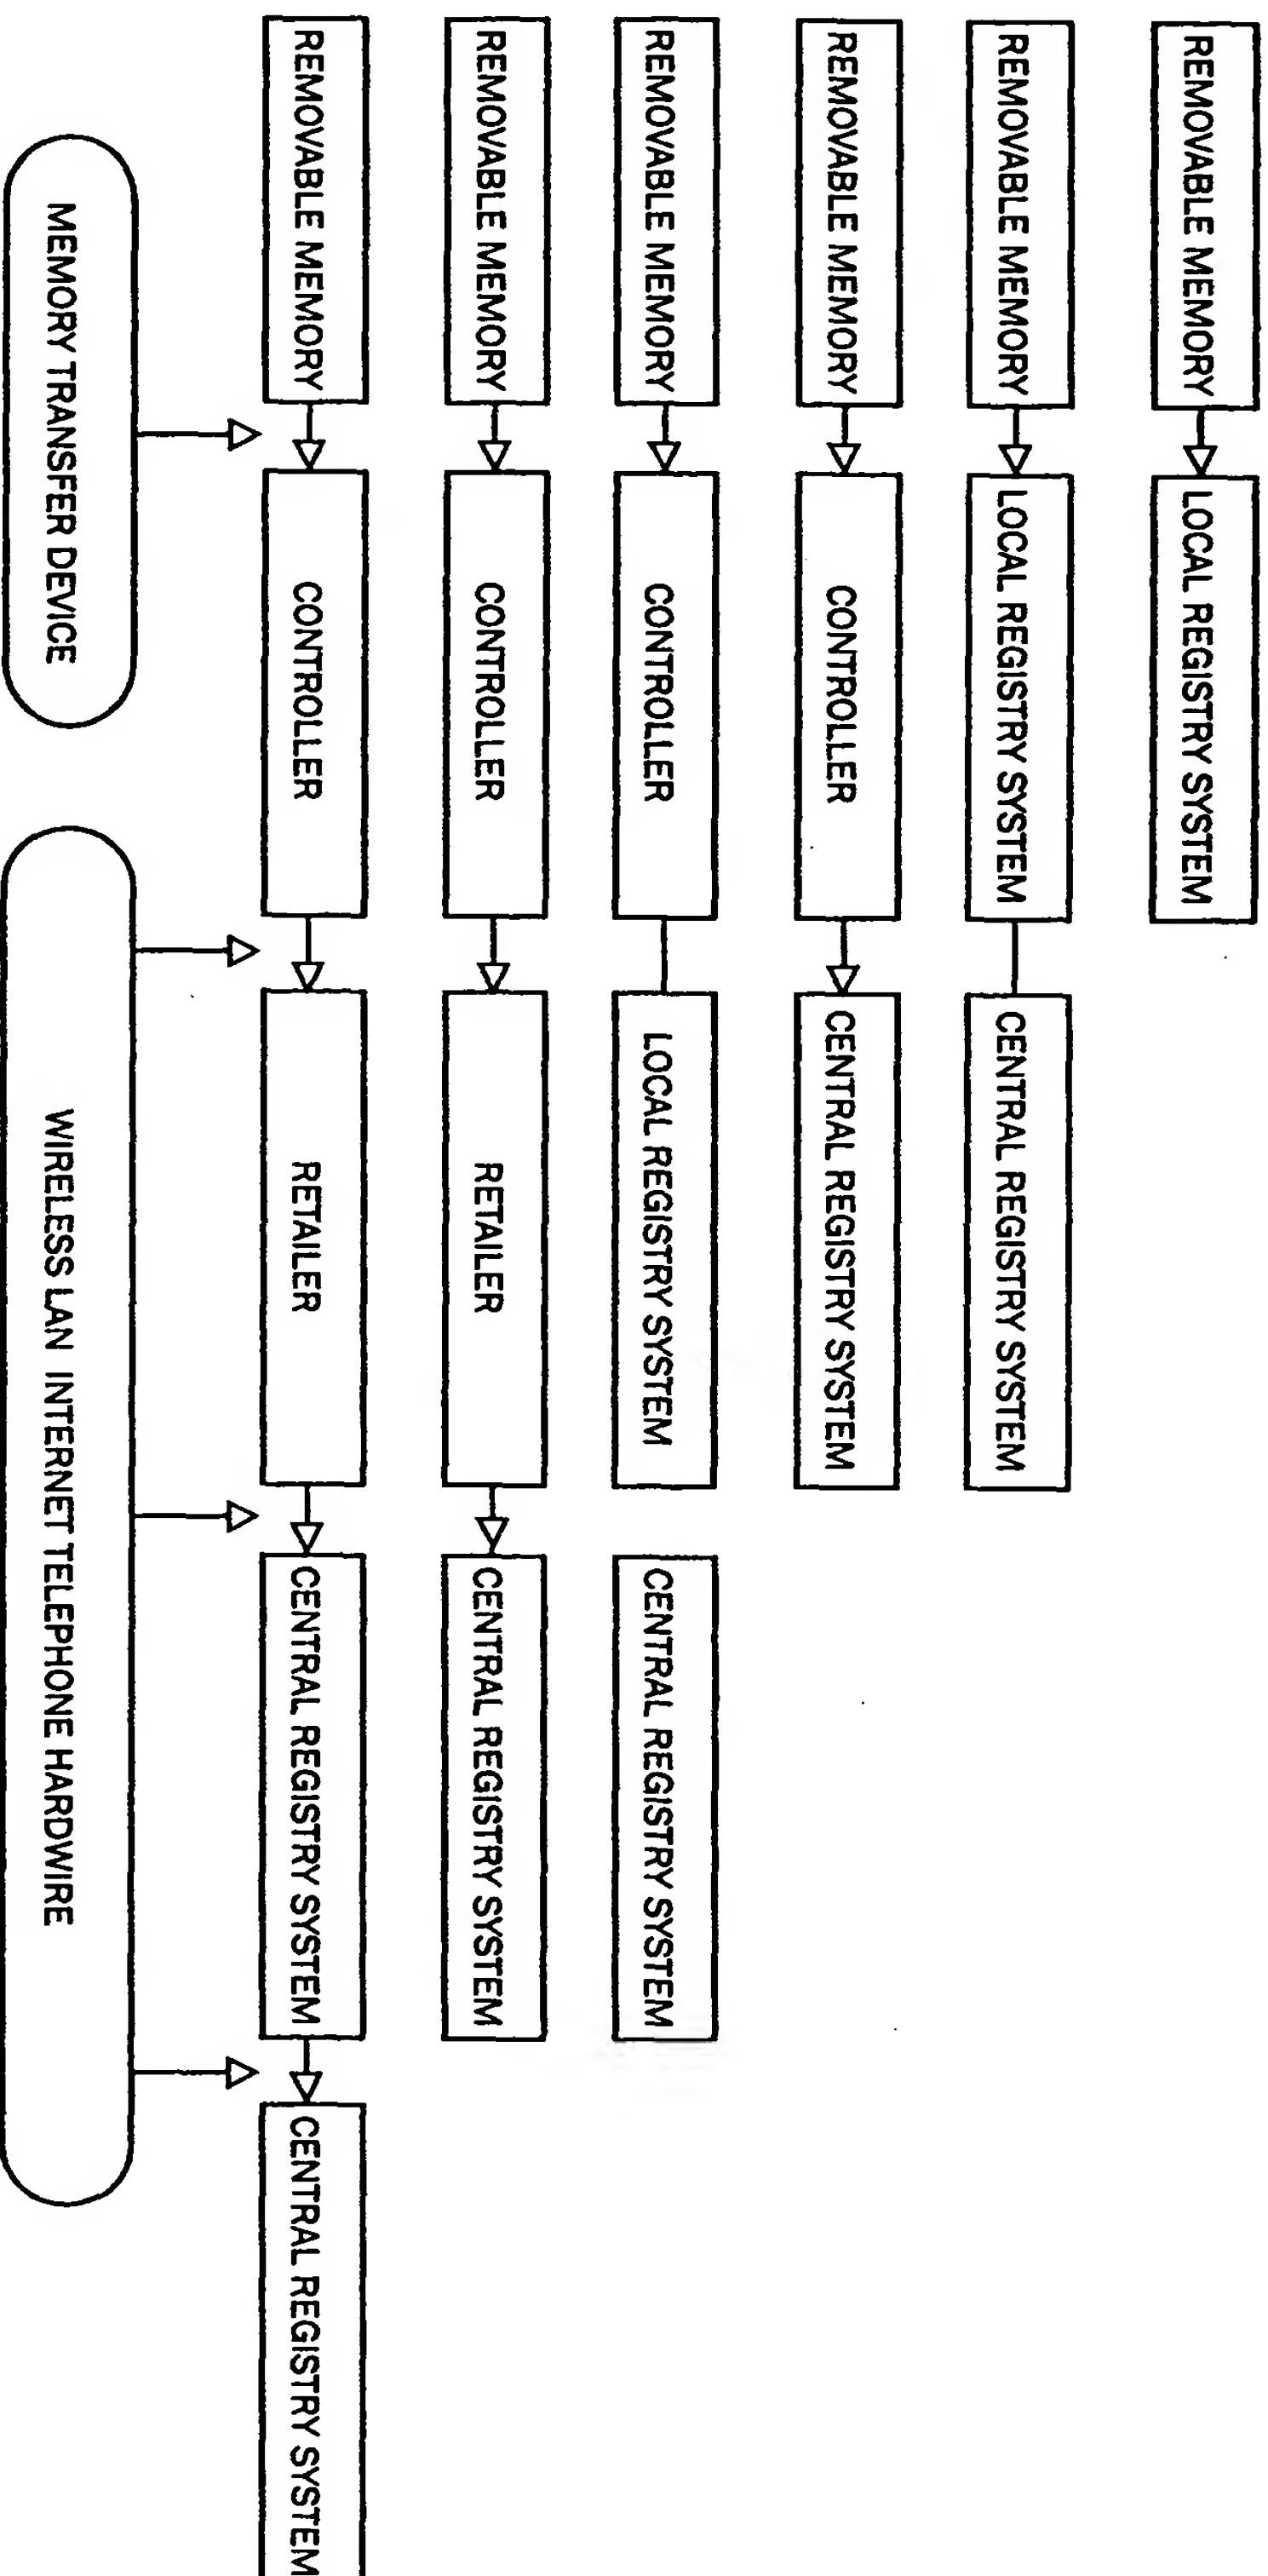 REMOVABLE MEMORY
LOCAL REGISTRY SYSTEM
REMOVABLE MEMORY
LOCAL REGISTRY SYSTEM
CENTRAL REGISTRY SYSTEM
REMOVABLE MEMORY
CONTROLLER
CENTRAL REGISTRY SYSTEM
REMOVABLE MEMORY
CONTROLLER
LOCAL REGISTRY SYSTEM
CENTRAL REGISTRY SYSTEM
REMOVABLE MEMORY
CONTROLLER
RETAILER
CENTRAL REGISTRY SYSTEM
REMOVABLE MEMORY
CONTROLLER
RETAILER
CENTRAL REGISTRY SYSTEM
CENTRAL REGISTRY SYSTEM
MEMORY TRANSFER DEVICE
WIRELESS LAN INTERNET TELEPHONE HARDWIRE